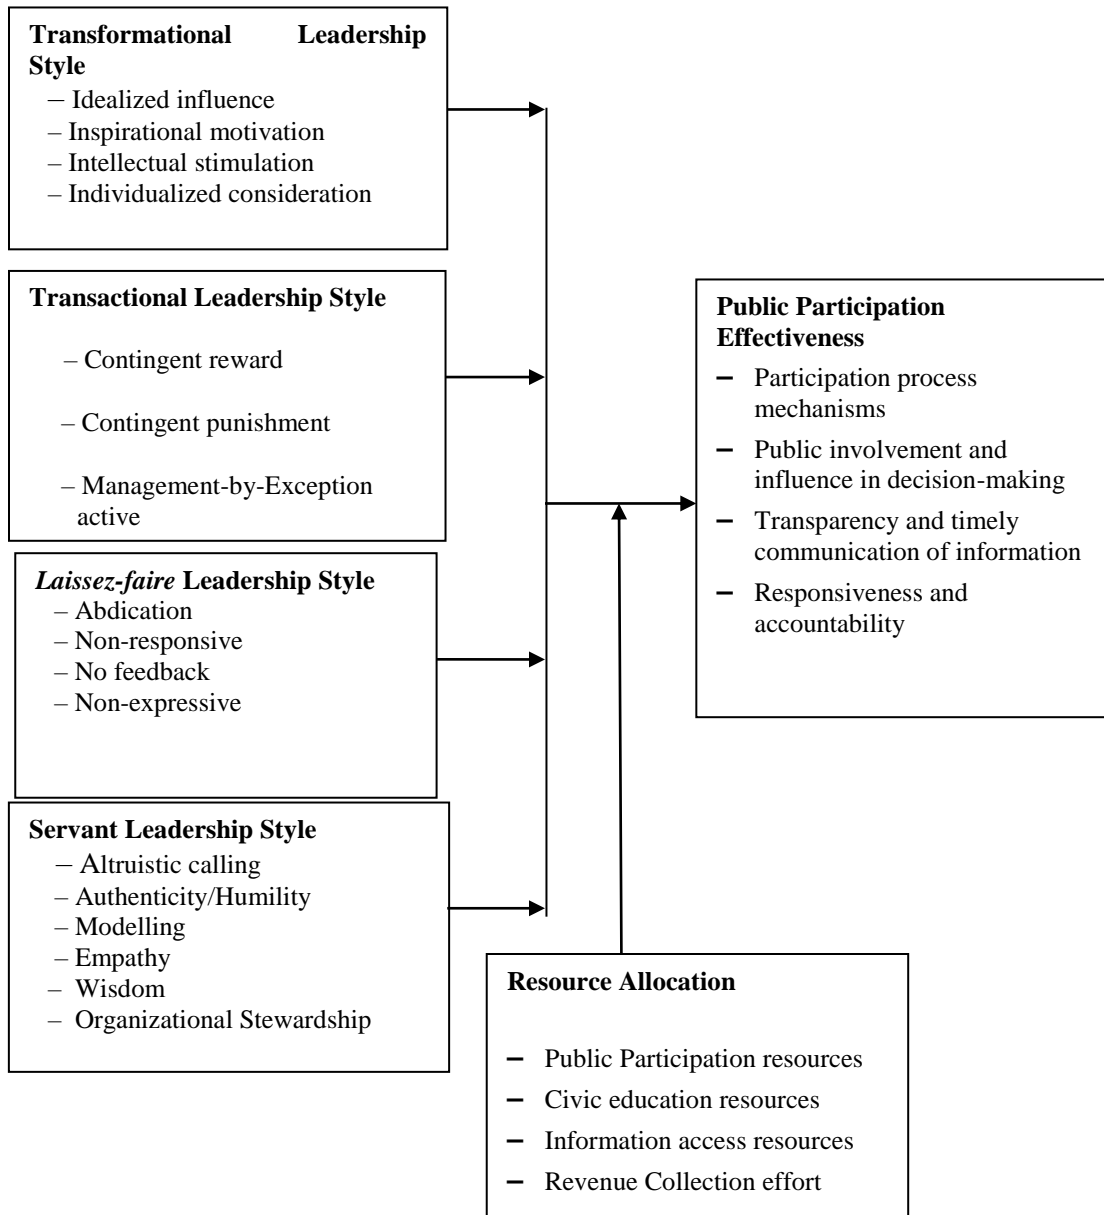 Transformational Leadership
Style
– Idealized influence
– Inspirational motivation
– Intellectual stimulation
– Individualized consideration
Transactional Leadership Style
– Contingent reward
– Contingent punishment
– Management-by-Exception
active
Laissez-faire Leadership Style
– Abdication
– Non-responsive
– No feedback
– Non-expressive
Servant Leadership Style
– Altruistic calling
– Authenticity/Humility
– Modelling
– Empathy
– Wisdom
– Organizational Stewardship
Public Participation
Effectiveness
– Participation process
mechanisms
– Public involvement and
influence in decision-making
– Transparency and timely
communication of information
– Responsiveness and
accountability
Resource Allocation
– Public Participation resources
– Civic education resources
– Information access resources
– Revenue Collection effort